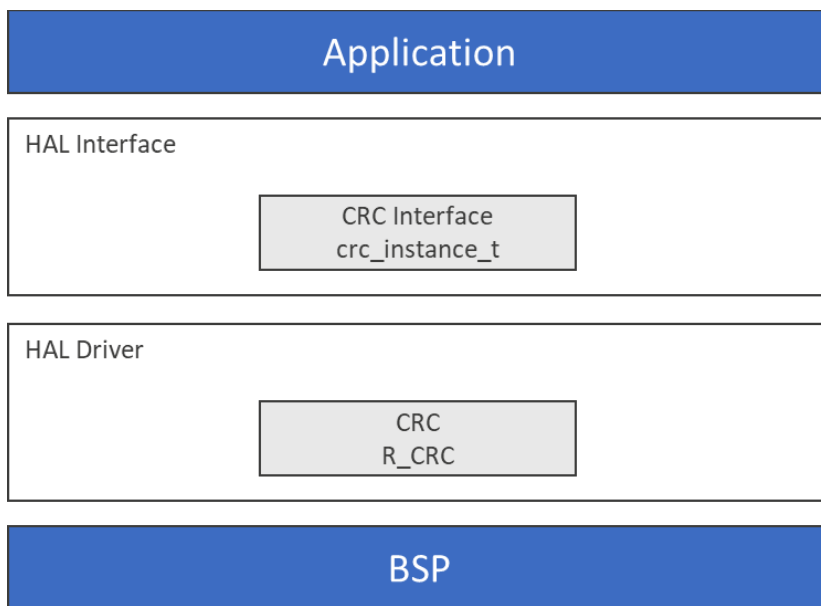 Application
HAL Interface
CRC Interface
crc_instance_t
HAL Driver
CRC
R_CRC
BSP